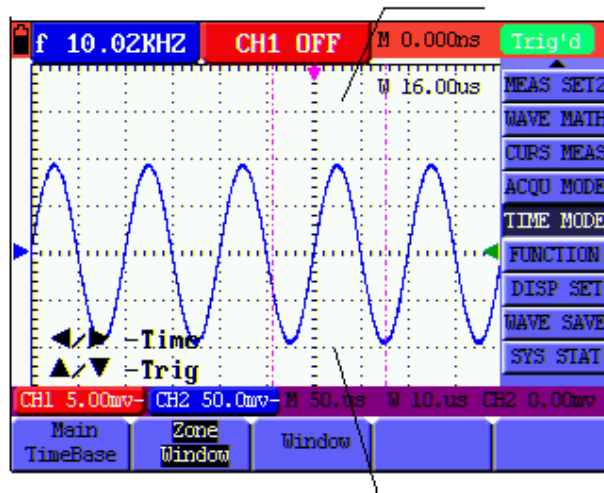 f 10.02KHZ CH1 OFF M 0.000ns Trig'd
W 16.00us
MEAS SET2
WAVE MATH
CURS MEAS
ACQU MODE
TIME MODE
FUNCTION
DISP SET
WAVE SAVE
SYS STAT
◀/▶ -Time
▲/▼ -Trig
CH1 5.00mv- CH2 50.0mv- M 50.us W 10.us CH2 0.00mv
Main TimeBase
Zone Window
Window